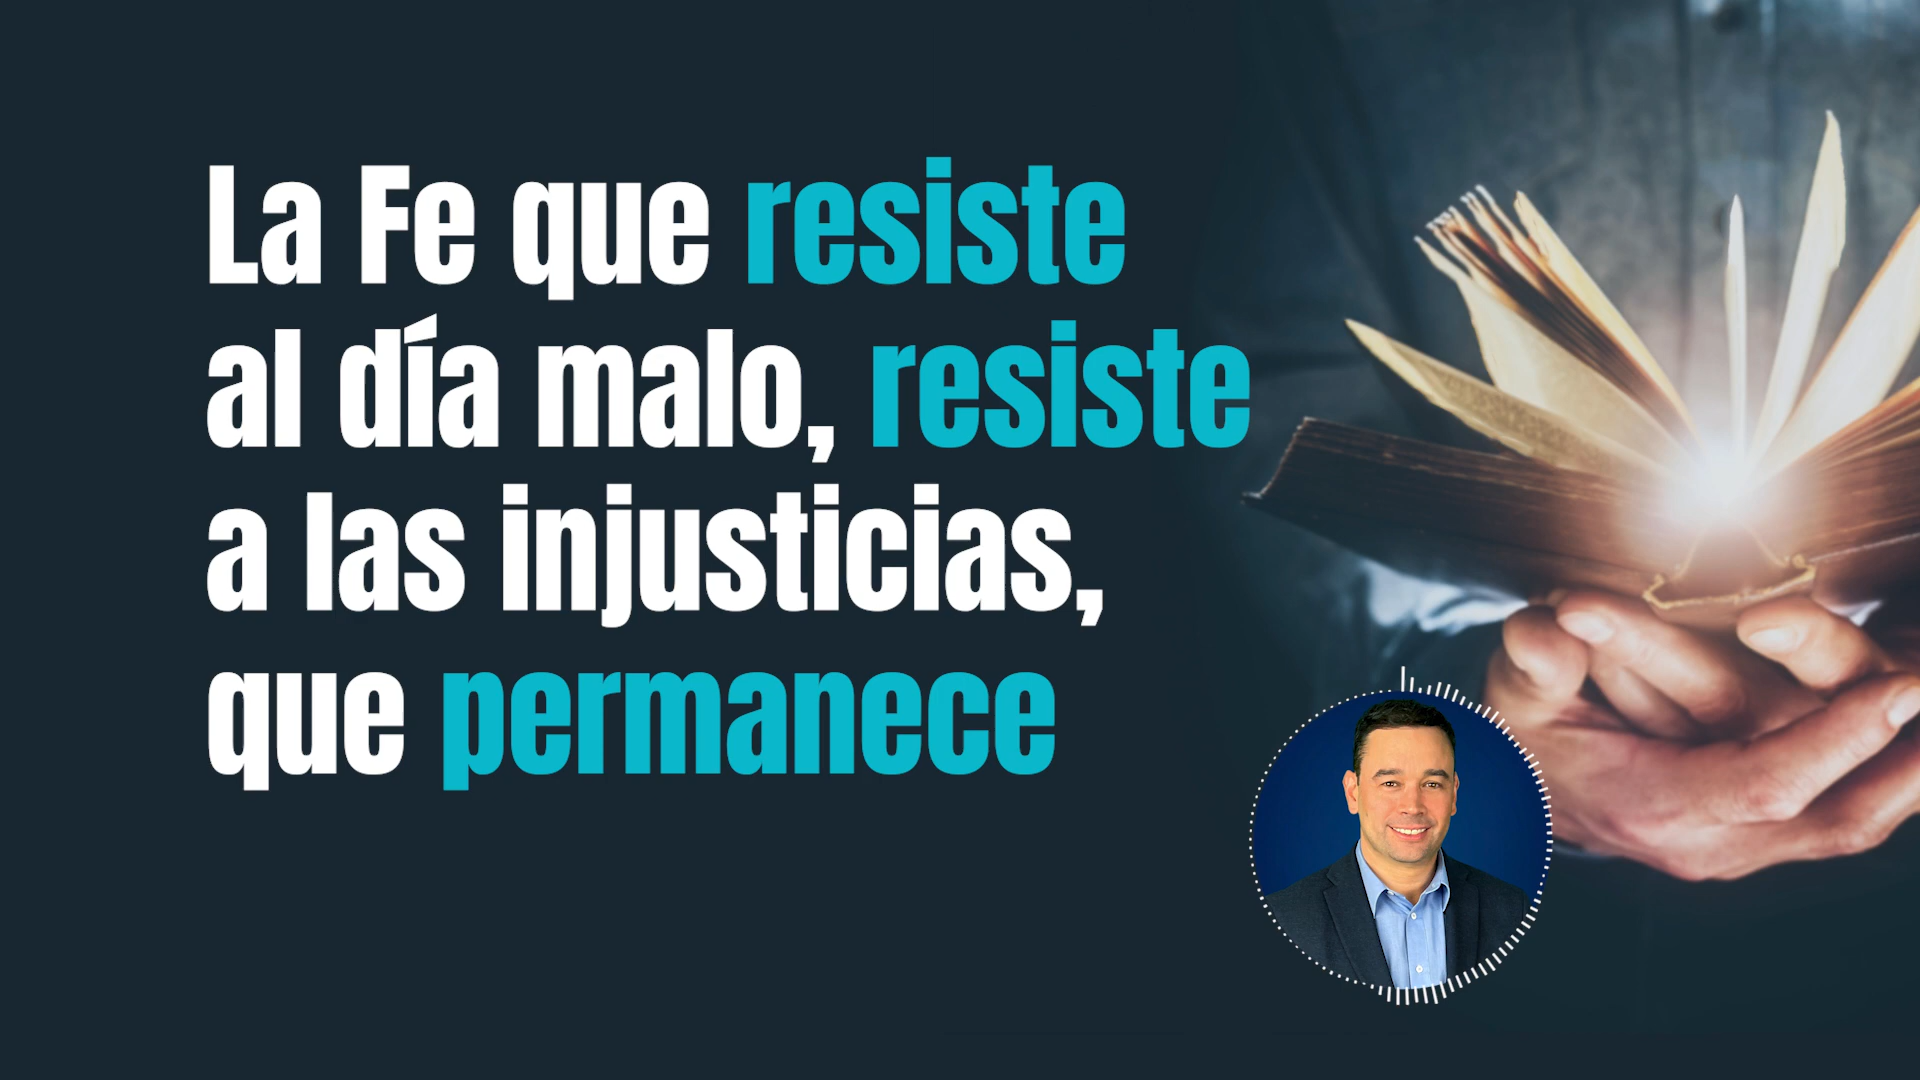 La Fe que resiste
al día malo, resiste
a las injusticias,
que permanece